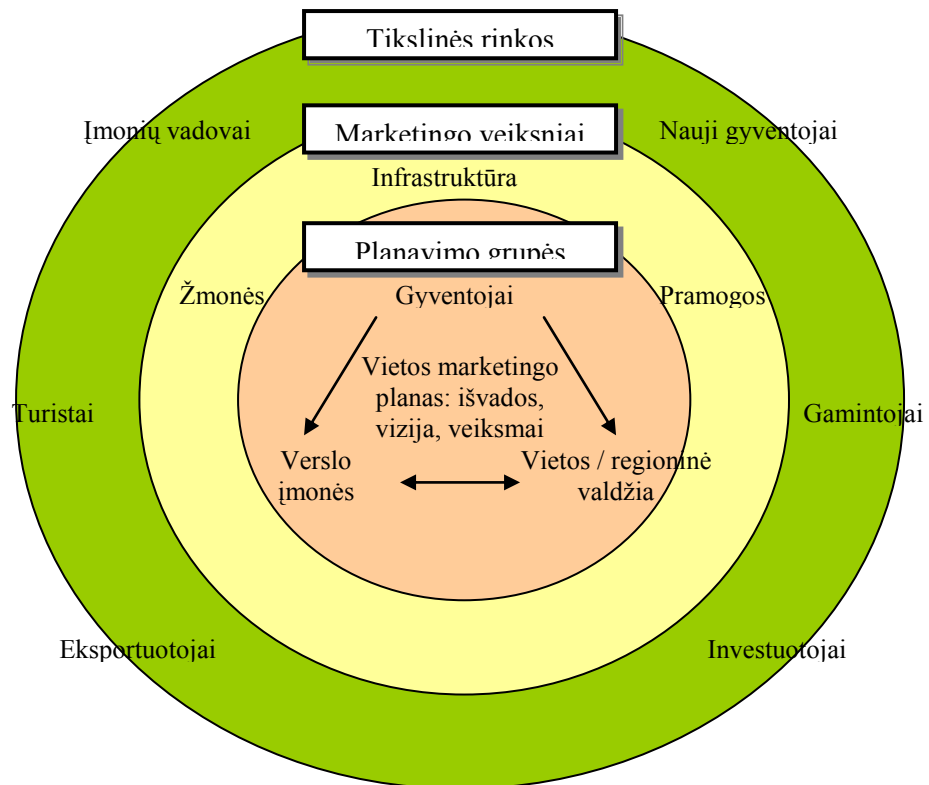 Tikslinės rinkos
Įmonių vadovai
Marketingo veiksniai
Nauji gyventojai
Infrastruktūra
Planavimo grupės
Žmonės
Gyventojai
Pramogos
Vietos marketingo
planas: išvados,
vizija, veiksmai
Turistai
Gamintojai
Verslo
įmonės
Vietos / regioninė
valdžia
Eksportuotojai
Investuotojai